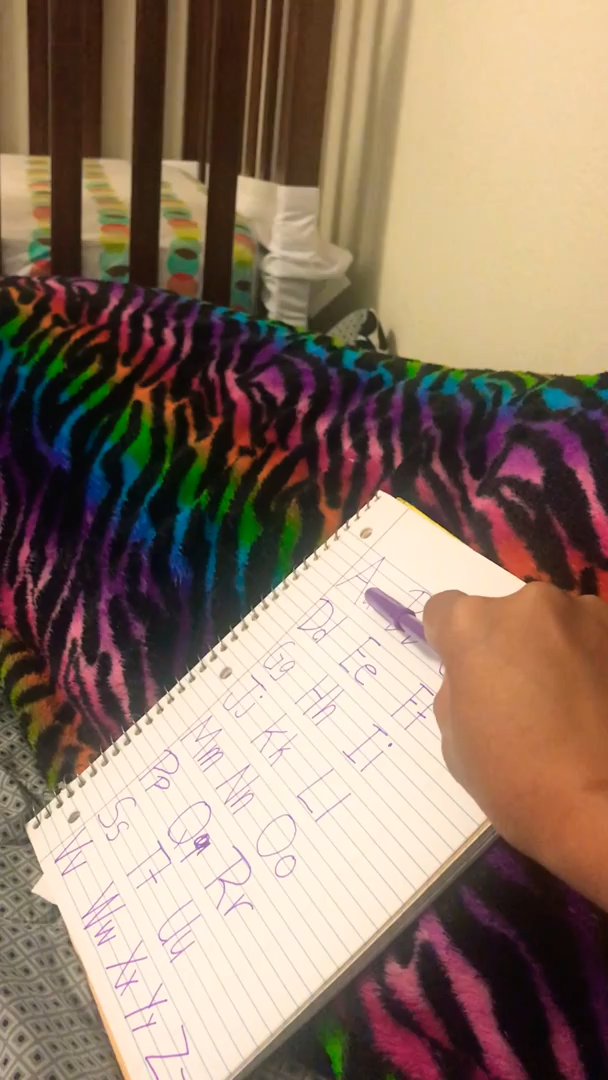 A
Dd Ee Ff
Gg Hh Ii
Jj Kk Ll
Mm Nn Oo
Pp Qq Rr
Ss Tt Uu
Vv Ww Xx Yy Z